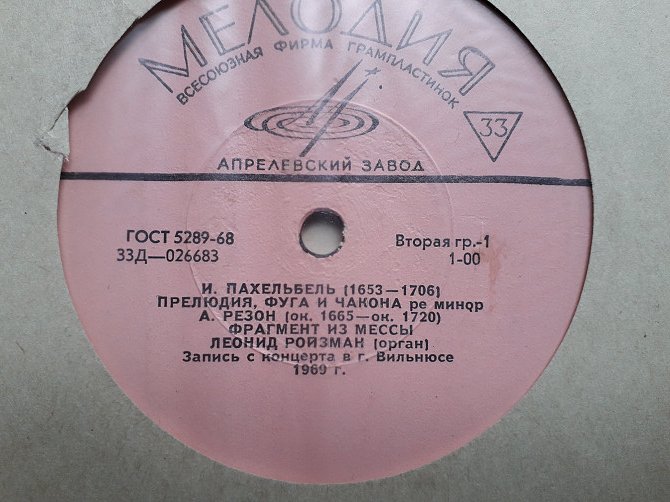 МЕЛОДИЯ
ВСЕСОЮЗНАЯ ФИРМА ГРАМПЛАСТИНОК
33
АПРЕЛЕВСКИЙ ЗАВОД
ГОСТ 5289-68
Вторая гр.-1
33Д—026683
1-00
И. ПАХЕЛЬБЕЛЬ (1653—1706)
ПРЕЛЮДИЯ, ФУГА И ЧАКОНА ре минор
А. РЕЗОН (ок. 1665—ок. 1720)
ФРАГМЕНТ ИЗ МЕССЫ
ЛЕОНИД РОЙЗМАН (орган)
Запись с концерта в г. Вильнюсе
1969 г.